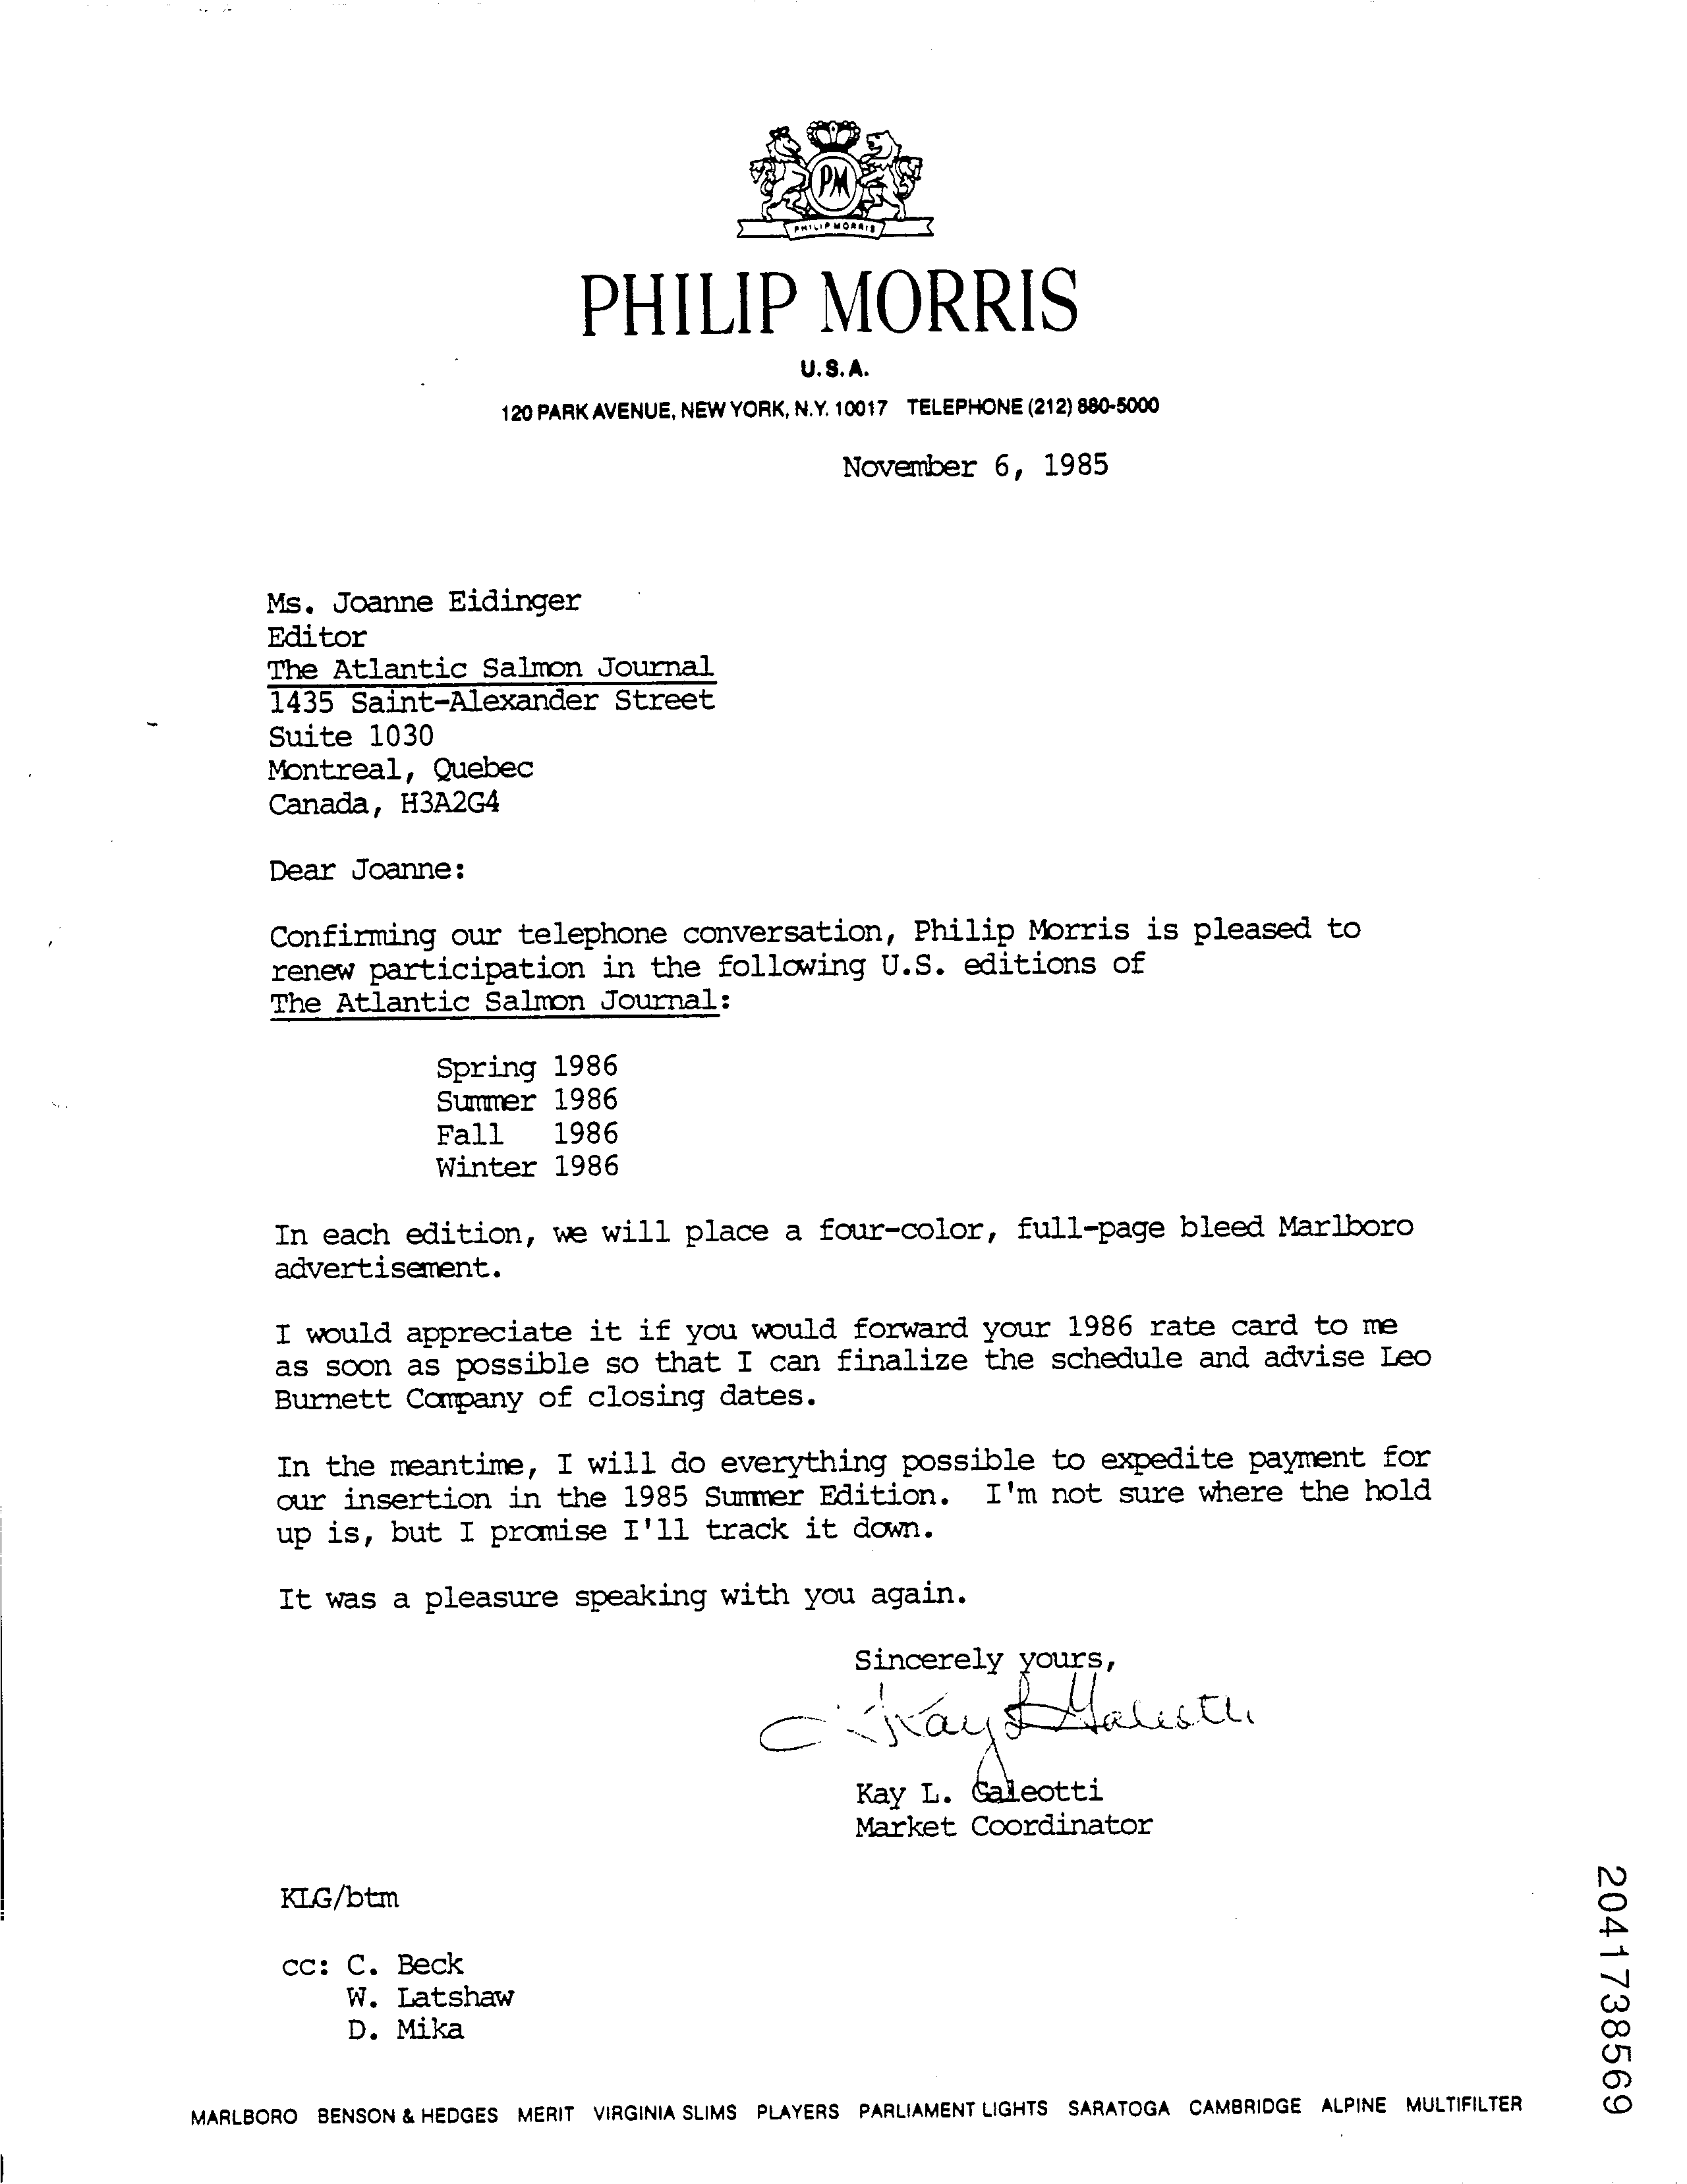 PM
PHILIP MORRIS
PHILIP MORRIS
U.S.A.
120 PARK AVENUE, NEW YORK, N.Y. 10017 TELEPHONE (212) 880-5000
November 6, 1985
Ms. Joanne Eidinger
Editor
The Atlantic Salmon Journal
1435 Saint-Alexander Street
Suite 1030
Montreal, Quebec
Canada, H3A2G4
Dear Joanne:
Confirming our telephone conversation, Philip Morris is pleased to
renew participation in the following U.S. editions of
The Atlantic Salmon Journal:
Spring 1986
Summer 1986
Fall 1986
Winter 1986
In each edition, we will place a four-color, full-page bleed Marlboro
advertisement.
I would appreciate it if you would forward your 1986 rate card to me
as soon as possible so that I can finalize the schedule and advise Leo
Burnett Company of closing dates.
In the meantime, I will do everything possible to expedite payment for
our insertion in the 1985 Summer Edition. I'm not sure where the hold
up is, but I promise I'll track it down.
It was a pleasure speaking with you again.
Sincerely yours,
Kay L Galeotti
Kay L. Galeotti
Market Coordinator
KLG/btm
cc: C. Beck
W. Latshaw
D. Mika
MARLBORO BENSON & HEDGES MERIT VIRGINIA SLIMS PLAYERS PARLIAMENT LIGHTS SARATOGA CAMBRIDGE ALPINE MULTIFILTER
2041738569